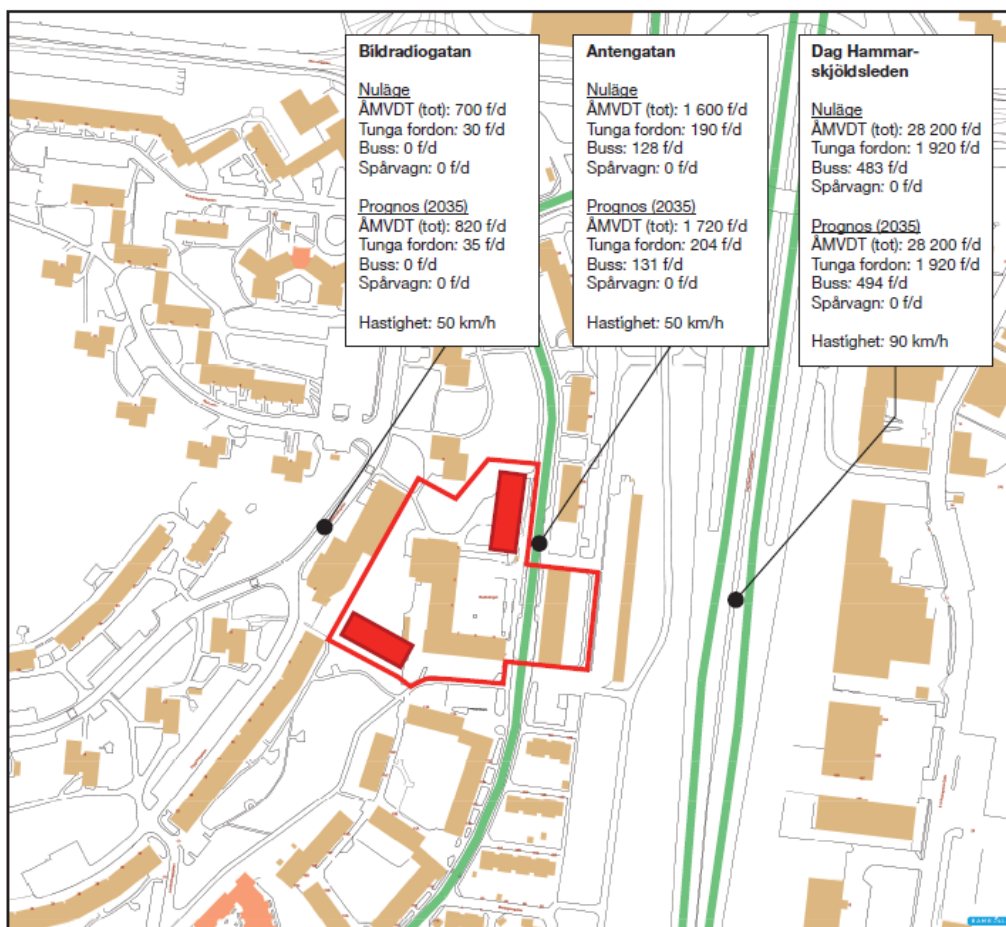 Bildradiogatan
Nuläge
ÅMVDT (tot): 700 f/d
Tunga fordon: 30 f/d
Buss: 0 f/d
Spårvagn: 0 f/d
Prognos (2035)
ÅMVDT (tot): 820 f/d
Tunga fordon: 35 f/d
Buss: 0 f/d
Spårvagn: 0 f/d
Hastighet: 50 km/h
Antengatan
Nuläge
ÅMVDT (tot): 1 600 f/d
Tunga fordon: 190 f/d
Buss: 128 f/d
Spårvagn: 0 f/d
Prognos (2035)
ÅMVDT (tot): 1 720 f/d
Tunga fordon: 204 f/d
Buss: 131 f/d
Spårvagn: 0 f/d
Hastighet: 50 km/h
Dag Hammar-
skjöldsleden
Nuläge
ÅMVDT (tot): 28 200 f/d
Tunga fordon: 1 920 f/d
Buss: 483 f/d
Spårvagn: 0 f/d
Prognos (2035)
ÅMVDT (tot): 28 200 f/d
Tunga fordon: 1 920 f/d
Buss: 494 f/d
Spårvagn: 0 f/d
Hastighet: 90 km/h